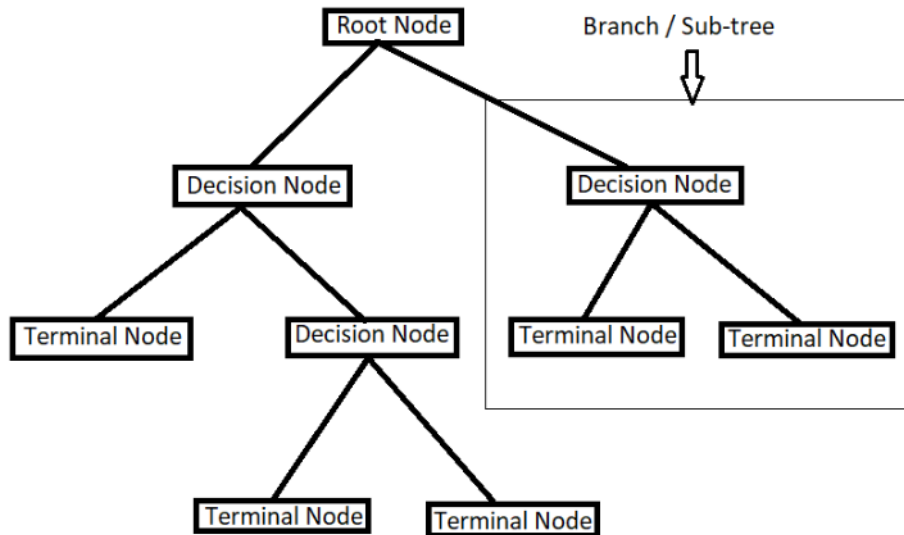 Root Node
Branch / Sub-tree
Decision Node
Decision Node
Terminal Node
Decision Node
Terminal Node
Terminal Node
Terminal Node
Terminal Node